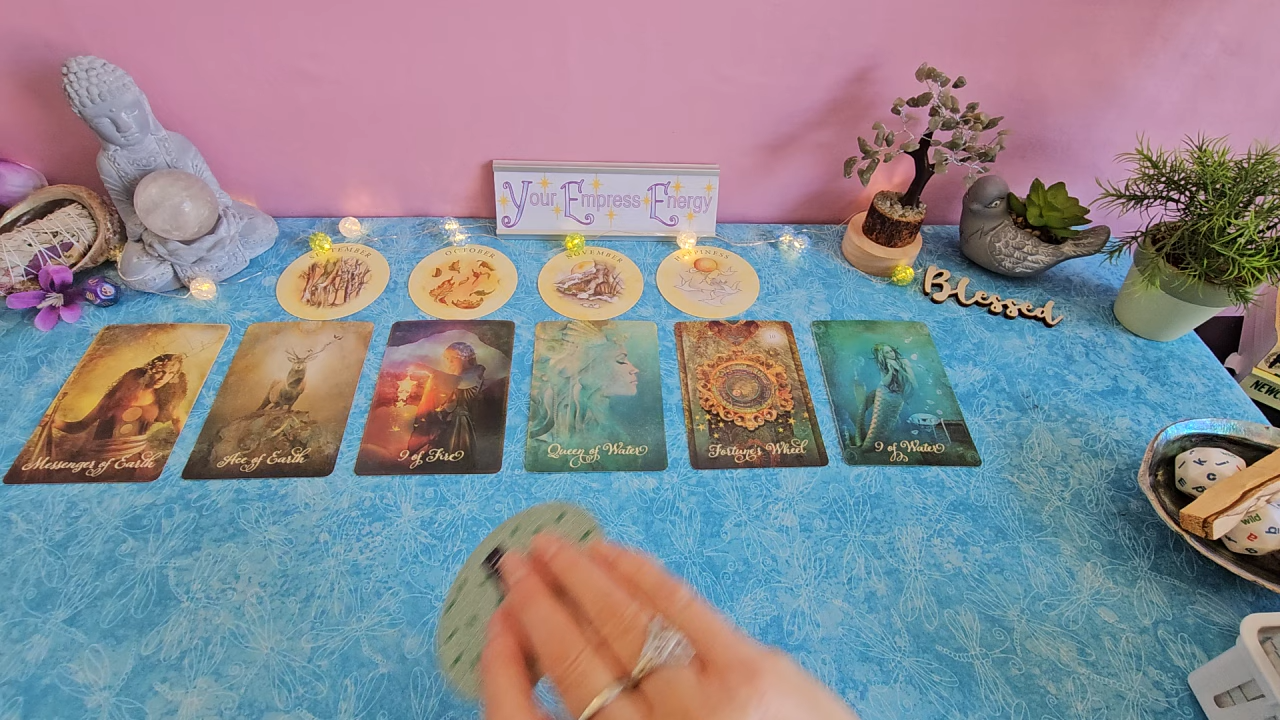 Your Empress Energy
OCTOBER
NOVEMBER
Blessed
Messenger of Earth
Ace of Earth
9 of Fire
Queen of Water
Fortune's Wheel
9 of Water
wild